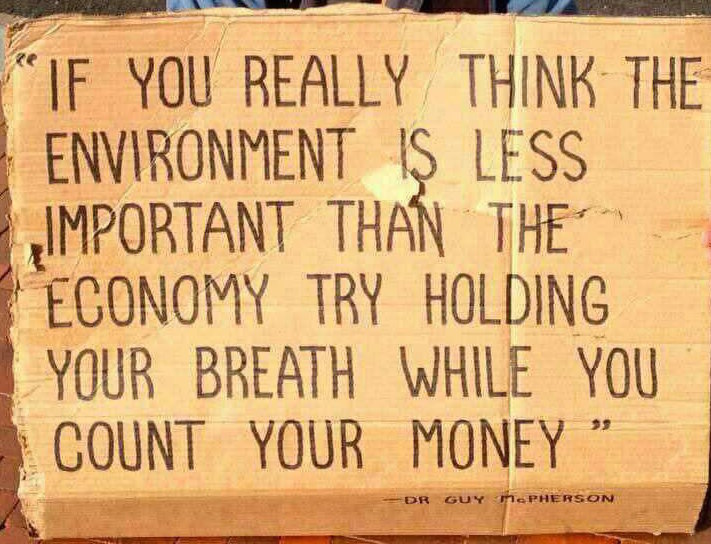 “IF YOU REALLY THINK THE
ENVIRONMENT IS LESS
IMPORTANT THAN THE
ECONOMY TRY HOLDING
YOUR BREATH WHILE YOU
COUNT YOUR MONEY”
—DR GUY McPHERSON